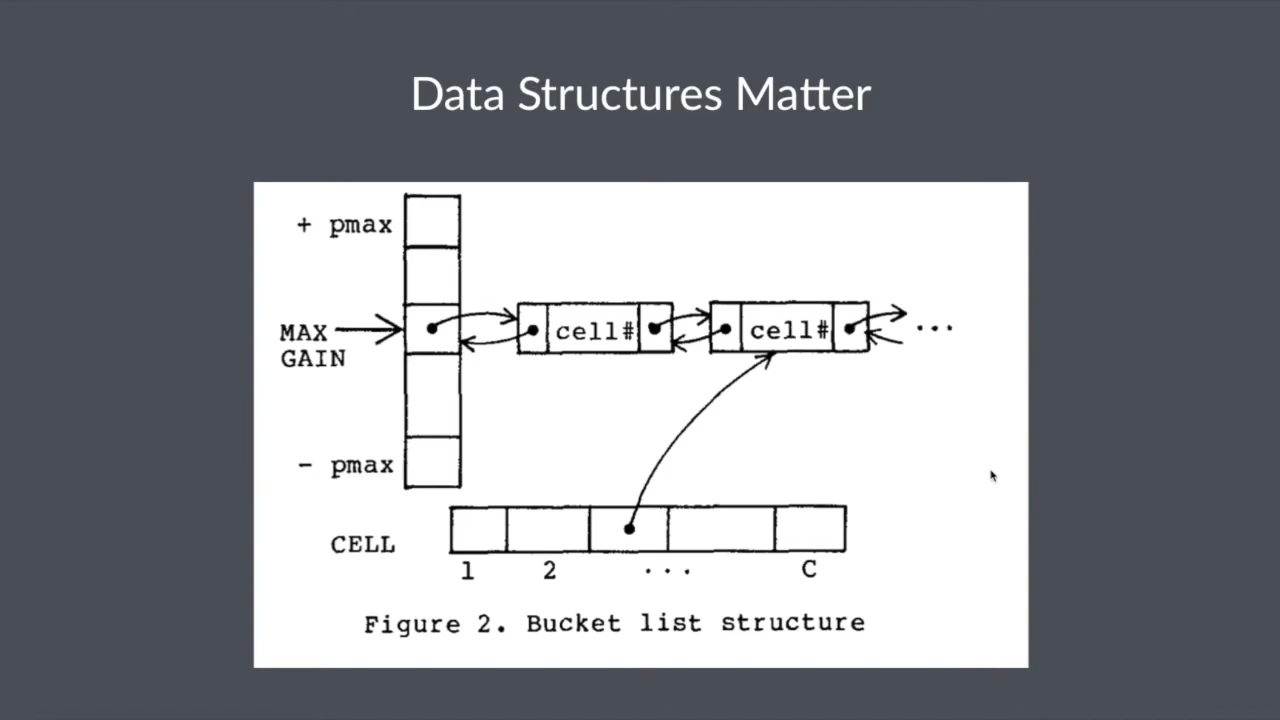 Data Structures Matter
+ pmax
MAX
GAIN
cell#
cell#
...
- pmax
CELL
1 2 ... C
Figure 2. Bucket list structure